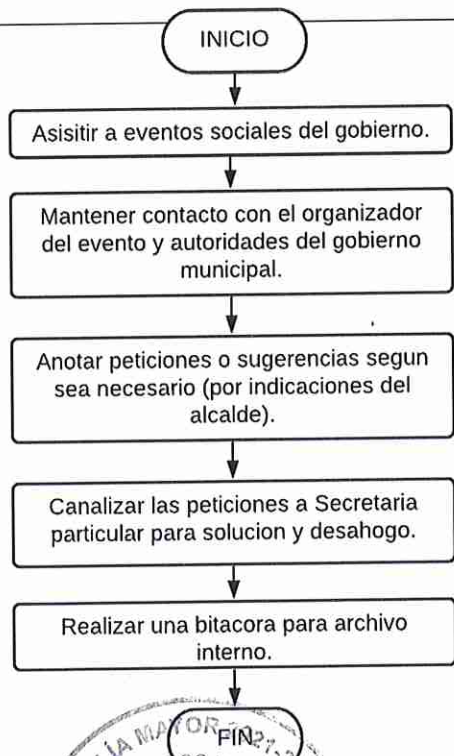 INICIO
Asisitir a eventos sociales del gobierno.
Mantener contacto con el organizador
del evento y autoridades del gobierno
municipal.
Anotar peticiones o sugerencias segun
sea necesario (por indicaciones del
alcalde).
Canalizar las peticiones a Secretaria
particular para solucion y desahogo.
Realizar una bitacora para archivo
interno.
FIN
MAYOR